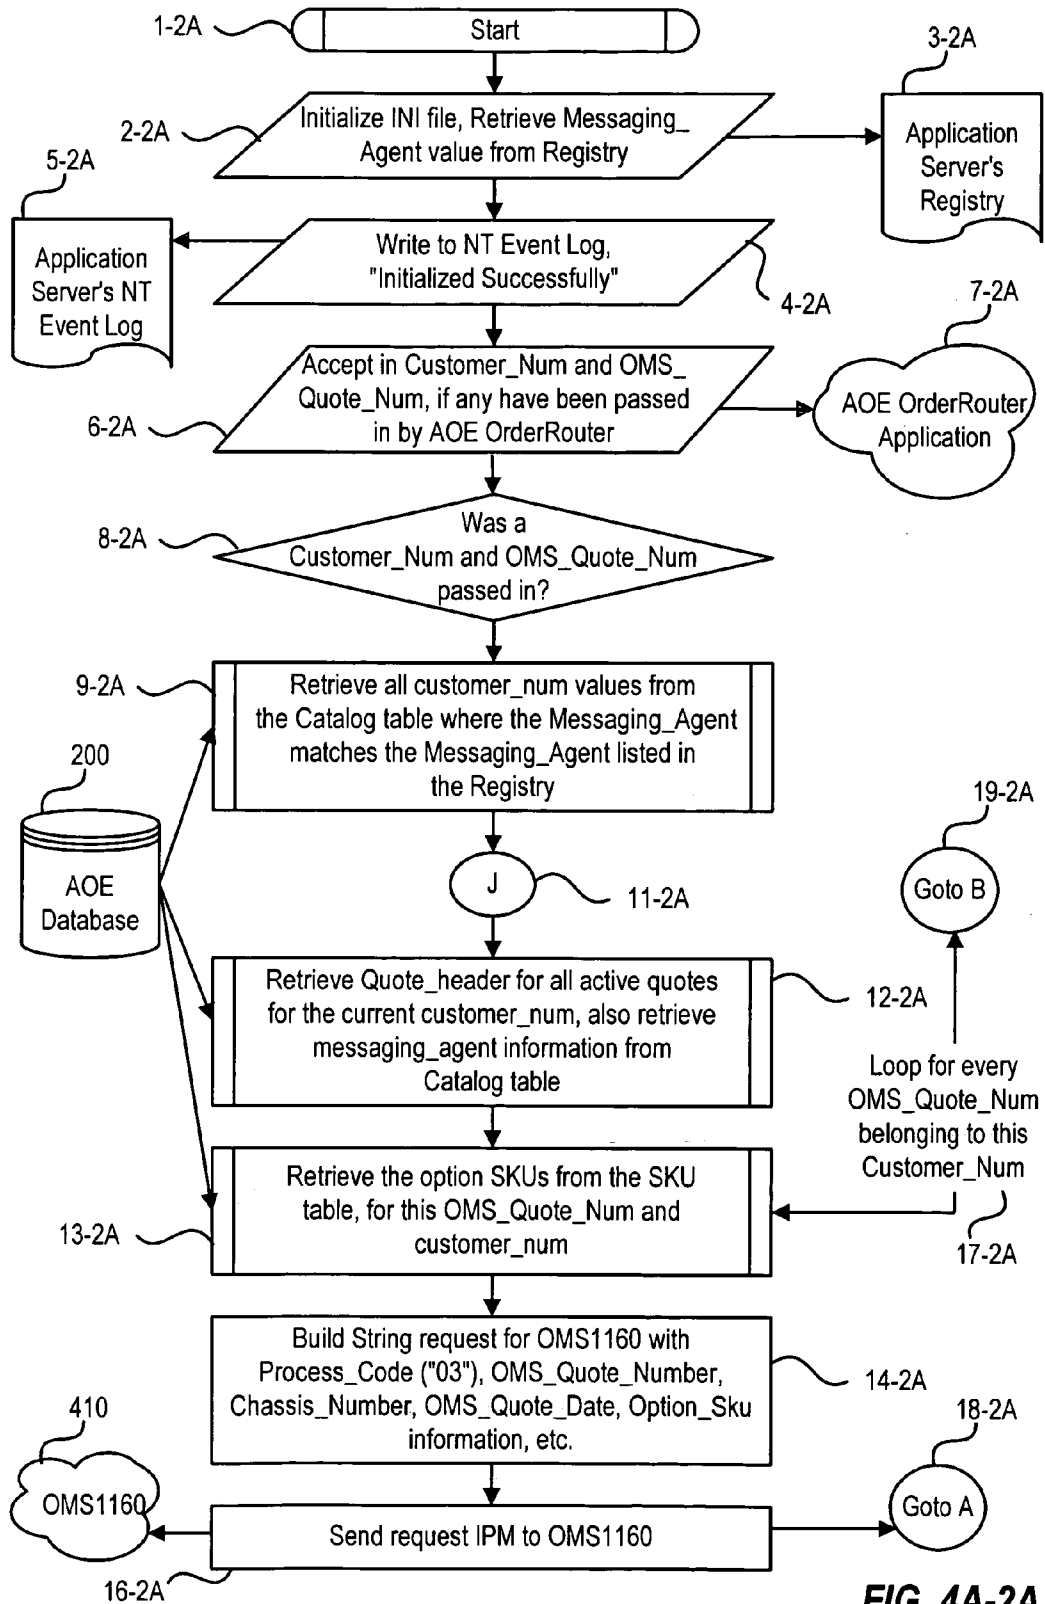 1-2A
Start
3-2A
2-2A
Initialize INI file, Retrieve Messaging_
Agent value from Registry
Application
Server's
Registry
5-2A
Application
Server's NT
Event Log
Write to NT Event Log,
"Initialized Successfully"
4-2A
7-2A
Accept in Customer_Num and OMS_
Quote_Num, if any have been passed
in by AOE OrderRouter
6-2A
AOE OrderRouter
Application
8-2A
Was a
Customer_Num and OMS_Quote_Num
passed in?
9-2A
Retrieve all customer_num values from
the Catalog table where the Messaging_Agent
matches the Messaging_Agent listed in
the Registry
200
AOE
Database
19-2A
Goto B
J
11-2A
Retrieve Quote_header for all active quotes
for the current customer_num, also retrieve
messaging_agent information from
Catalog table
12-2A
Loop for every
OMS_Quote_Num
belonging to this
Customer_Num
17-2A
Retrieve the option SKUs from the SKU
table, for this OMS_Quote_Num and
customer_num
13-2A
Build String request for OMS1160 with
Process_Code ("03"), OMS_Quote_Number,
Chassis_Number, OMS_Quote_Date, Option_Sku
information, etc.
14-2A
410
OMS1160
18-2A
Goto A
Send request IPM to OMS1160
16-2A
FIG. 4A-2A